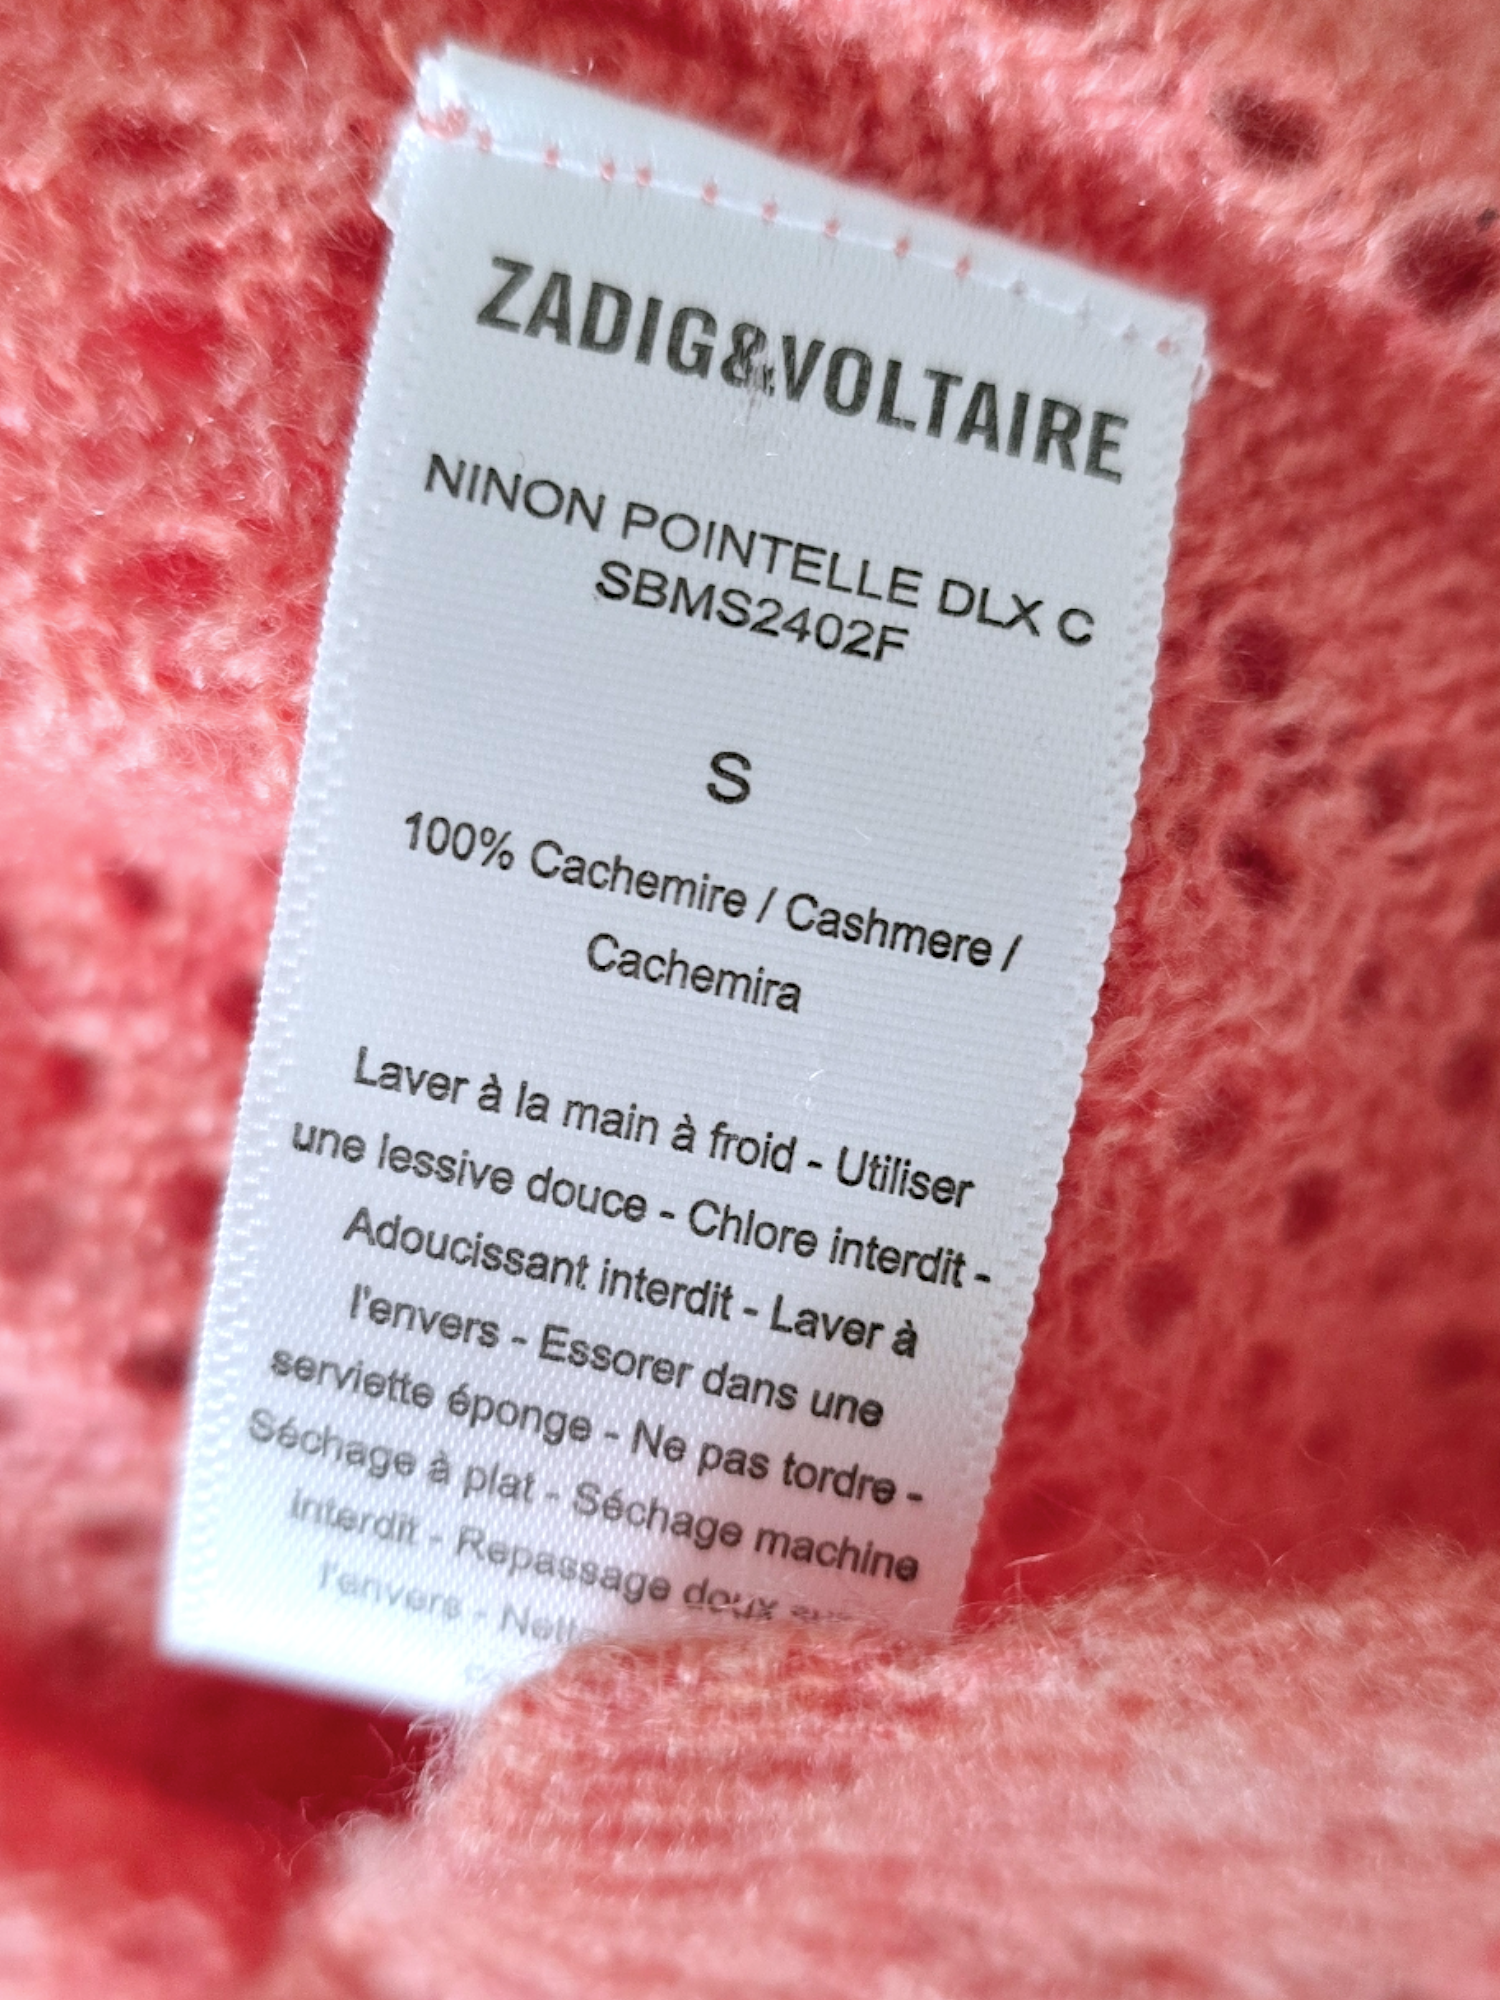 ZADIG&VOLTAIRE
NINON POINTELLE DLX C
SBMS2402F
S
100% Cachemire / Cashmere /
Cachemira
Laver à la main à froid - Utiliser
une lessive douce - Chlore interdit -
Adoucissant interdit - Laver à
l'envers - Essorer dans une
serviette éponge - Ne pas tordre -
Séchage à plat - Séchage machine
interdit - Repassage doux
l'envers -